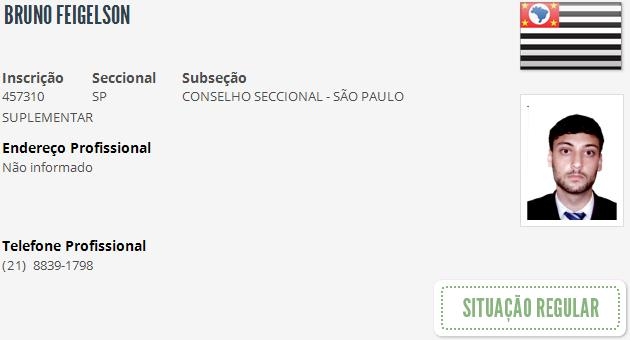 BRUNO FEIGELSON
Inscrição Seccional Subseção
457310 SP CONSELHO SECCIONAL - SÃO PAULO
SUPLEMENTAR
Endereço Profissional
Não informado
Telefone Profissional
(21) 8839-1798
SITUAÇÃO REGULAR